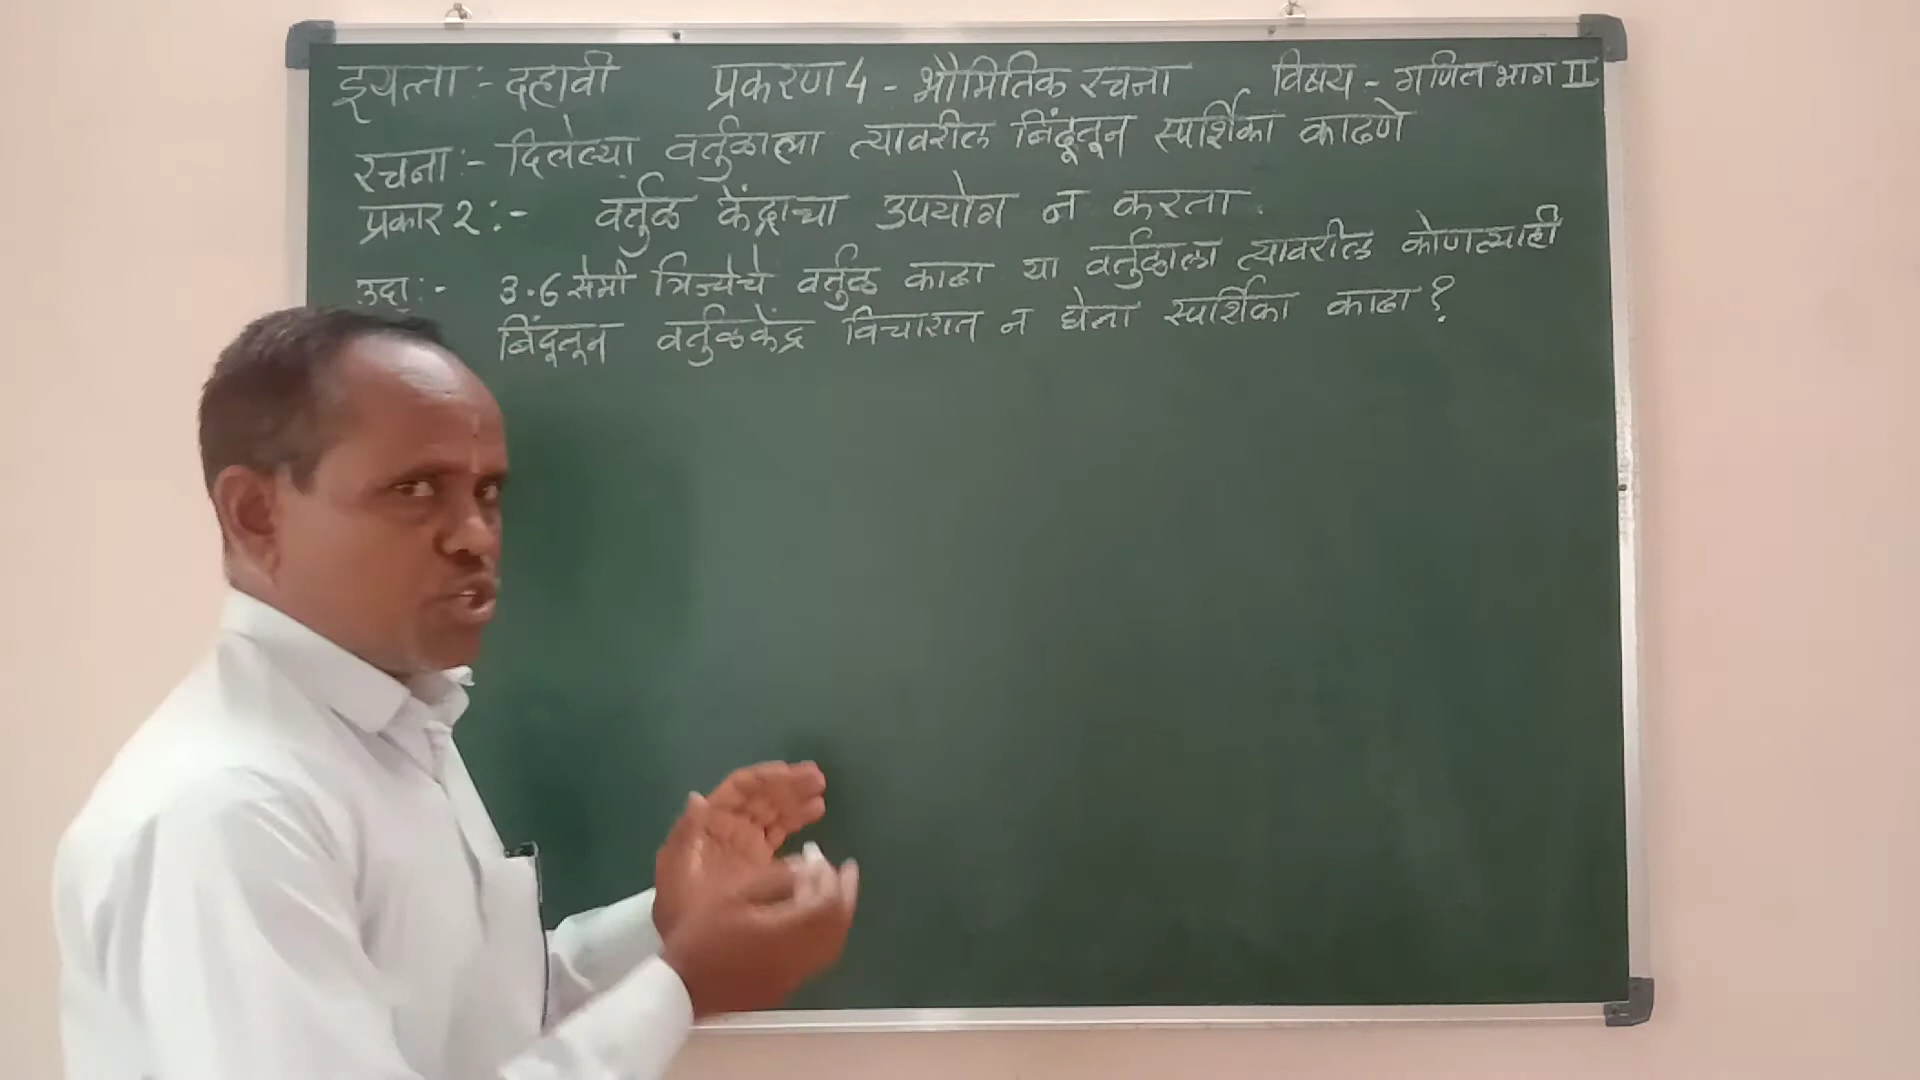 इयत्ता :- दहावी प्रकरण 4 - भौमितिक रचना विषय - गणित भाग II
रचना :- दिलेल्या वर्तुळाला त्यावरील बिंदूतून स्पर्शिका काढणे
प्रकार 2 :- वर्तुळ केंद्राचा उपयोग न करता.
उदा :- 3.6 सेमी त्रिज्येचे वर्तुळ काढा या वर्तुळाला त्यावरील कोणत्याही
बिंदूतून वर्तुळकेंद्र विचारात न घेता स्पर्शिका काढा ?